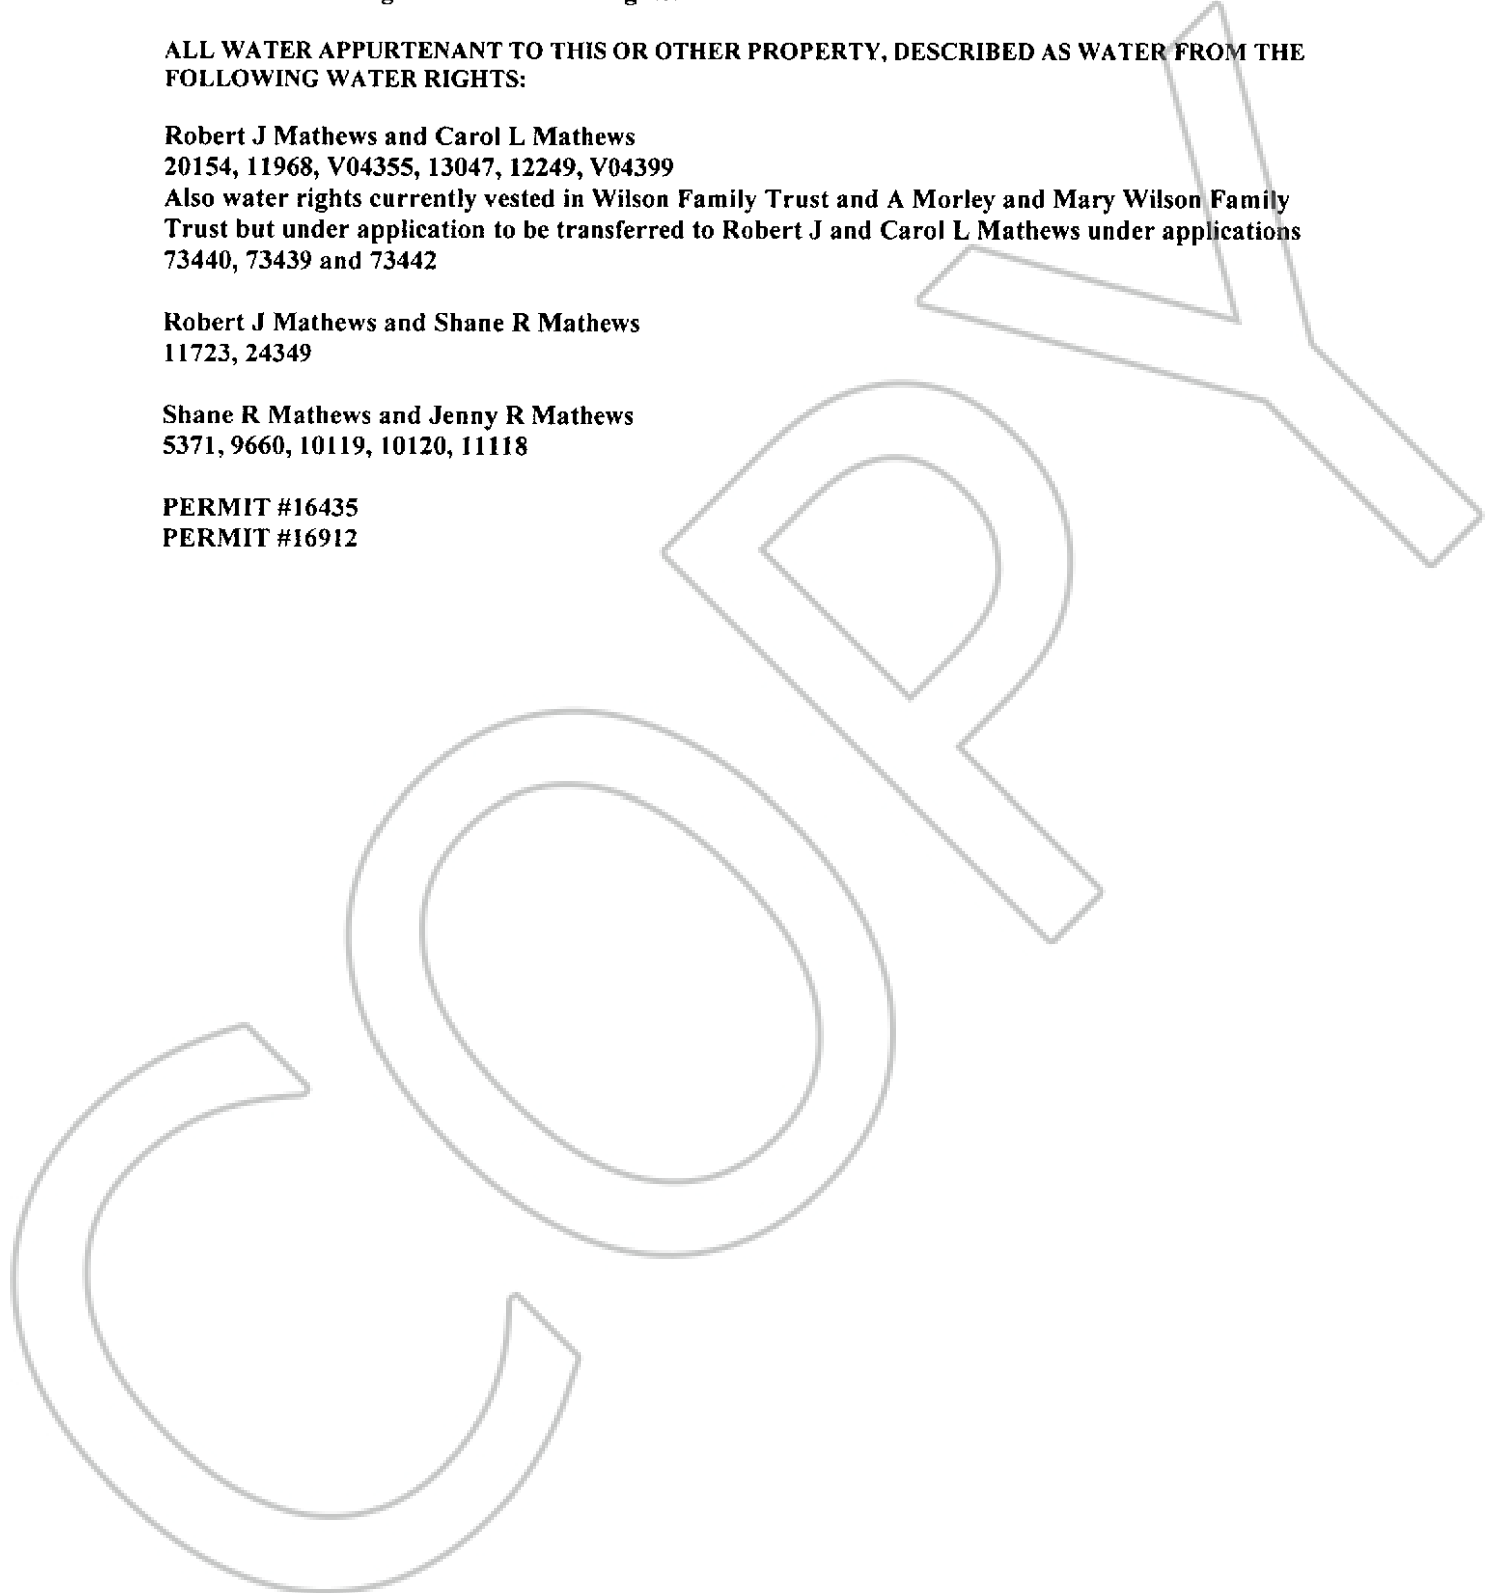 ALL WATER APPURTENANT TO THIS OR OTHER PROPERTY, DESCRIBED AS WATER FROM THE
FOLLOWING WATER RIGHTS:
Robert J Mathews and Carol L Mathews
20154, 11968, V04355, 13047, 12249, V04399
Also water rights currently vested in Wilson Family Trust and A Morley and Mary Wilson Family
Trust but under application to be transferred to Robert J and Carol L Mathews under applications
73440, 73439 and 73442
Robert J Mathews and Shane R Mathews
11723, 24349
Shane R Mathews and Jenny R Mathews
5371, 9660, 10119, 10120, 11118
PERMIT #16435
PERMIT #16912
COPY